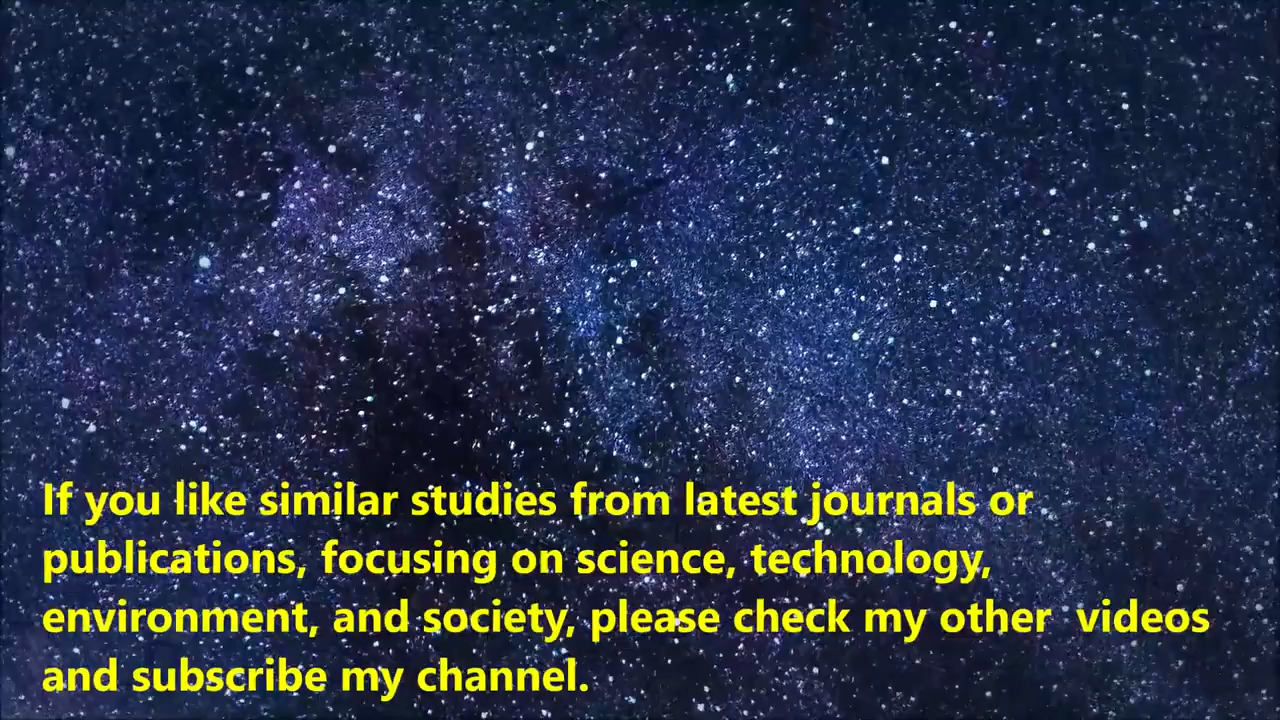 If you like similar studies from latest journals or
publications, focusing on science, technology,
environment, and society, please check my other  videos
and subscribe my channel.